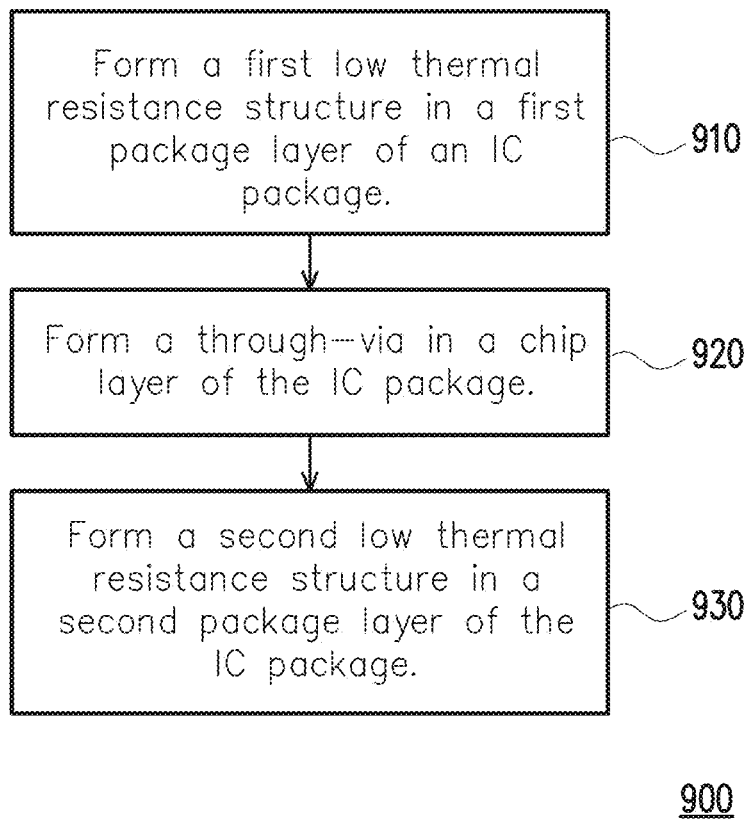 Form a first low thermal
resistance structure in a first
package layer of an IC
package.
910
Form a through-via in a chip
layer of the IC package.
920
Form a second low thermal
resistance structure in a
second package layer of the
IC package.
930
900